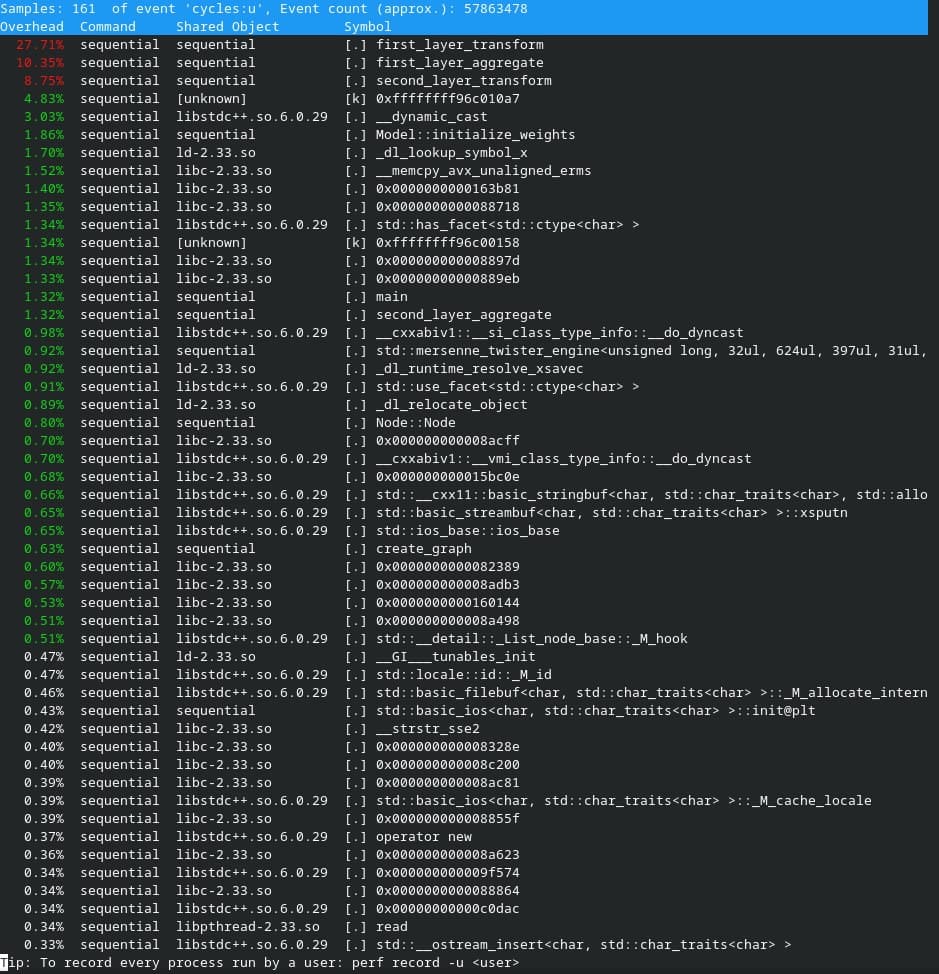 Samples: 161  of event 'cycles:u', Event count (approx.): 57863478
Overhead  Command     Shared Object        Symbol
27.71%  sequential  sequential           [.] first_layer_transform
10.35%  sequential  sequential           [.] first_layer_aggregate
8.75%  sequential  sequential           [.] second_layer_transform
4.83%  sequential  [unknown]            [k] 0xffffffff96c010a7
3.03%  sequential  libstdc++.so.6.0.29  [.] __dynamic_cast
1.86%  sequential  sequential           [.] Model::initialize_weights
1.70%  sequential  ld-2.33.so           [.] _dl_lookup_symbol_x
1.52%  sequential  libc-2.33.so         [.] __memcpy_avx_unaligned_erms
1.40%  sequential  libc-2.33.so         [.] 0x0000000000163b81
1.35%  sequential  libc-2.33.so         [.] 0x0000000000088718
1.34%  sequential  libstdc++.so.6.0.29  [.] std::has_facet<std::ctype<char> >
1.34%  sequential  [unknown]            [k] 0xffffffff96c00158
1.34%  sequential  libc-2.33.so         [.] 0x000000000008897d
1.33%  sequential  libc-2.33.so         [.] 0x00000000000889eb
1.32%  sequential  sequential           [.] main
1.32%  sequential  sequential           [.] second_layer_aggregate
0.98%  sequential  libstdc++.so.6.0.29  [.] __cxxabiv1::__si_class_type_info::__do_dyncast
0.92%  sequential  sequential           [.] std::mersenne_twister_engine<unsigned long, 32ul, 624ul, 397ul, 31ul,
0.92%  sequential  ld-2.33.so           [.] _dl_runtime_resolve_xsavec
0.91%  sequential  libstdc++.so.6.0.29  [.] std::use_facet<std::ctype<char> >
0.89%  sequential  ld-2.33.so           [.] _dl_relocate_object
0.80%  sequential  sequential           [.] Node::Node
0.70%  sequential  libc-2.33.so         [.] 0x000000000008acff
0.70%  sequential  libstdc++.so.6.0.29  [.] __cxxabiv1::__vmi_class_type_info::__do_dyncast
0.68%  sequential  libc-2.33.so         [.] 0x000000000015bc0e
0.66%  sequential  libstdc++.so.6.0.29  [.] std::__cxx11::basic_stringbuf<char, std::char_traits<char>, std::allo
0.65%  sequential  libstdc++.so.6.0.29  [.] std::basic_streambuf<char, std::char_traits<char> >::xsputn
0.65%  sequential  libstdc++.so.6.0.29  [.] std::ios_base::ios_base
0.63%  sequential  sequential           [.] create_graph
0.60%  sequential  libc-2.33.so         [.] 0x0000000000082389
0.57%  sequential  libc-2.33.so         [.] 0x000000000008adb3
0.53%  sequential  libc-2.33.so         [.] 0x0000000000160144
0.51%  sequential  libc-2.33.so         [.] 0x000000000008a498
0.51%  sequential  libstdc++.so.6.0.29  [.] std::__detail::_List_node_base::_M_hook
0.47%  sequential  ld-2.33.so           [.] __GI___tunables_init
0.47%  sequential  libstdc++.so.6.0.29  [.] std::locale::id::_M_id
0.46%  sequential  libstdc++.so.6.0.29  [.] std::basic_filebuf<char, std::char_traits<char> >::_M_allocate_intern
0.43%  sequential  sequential           [.] std::basic_ios<char, std::char_traits<char> >::init@plt
0.42%  sequential  libc-2.33.so         [.] __strstr_sse2
0.40%  sequential  libc-2.33.so         [.] 0x000000000008328e
0.40%  sequential  libc-2.33.so         [.] 0x000000000008c200
0.39%  sequential  libc-2.33.so         [.] 0x000000000008ac81
0.39%  sequential  libstdc++.so.6.0.29  [.] std::basic_ios<char, std::char_traits<char> >::_M_cache_locale
0.39%  sequential  libc-2.33.so         [.] 0x000000000008855f
0.37%  sequential  libstdc++.so.6.0.29  [.] operator new
0.36%  sequential  libc-2.33.so         [.] 0x000000000008a623
0.34%  sequential  libstdc++.so.6.0.29  [.] 0x000000000009f574
0.34%  sequential  libc-2.33.so         [.] 0x0000000000088864
0.34%  sequential  libstdc++.so.6.0.29  [.] 0x00000000000c0dac
0.34%  sequential  libpthread-2.33.so   [.] read
0.33%  sequential  libstdc++.so.6.0.29  [.] std::__ostream_insert<char, std::char_traits<char> >
Tip: To record every process run by a user: perf record -u <user>